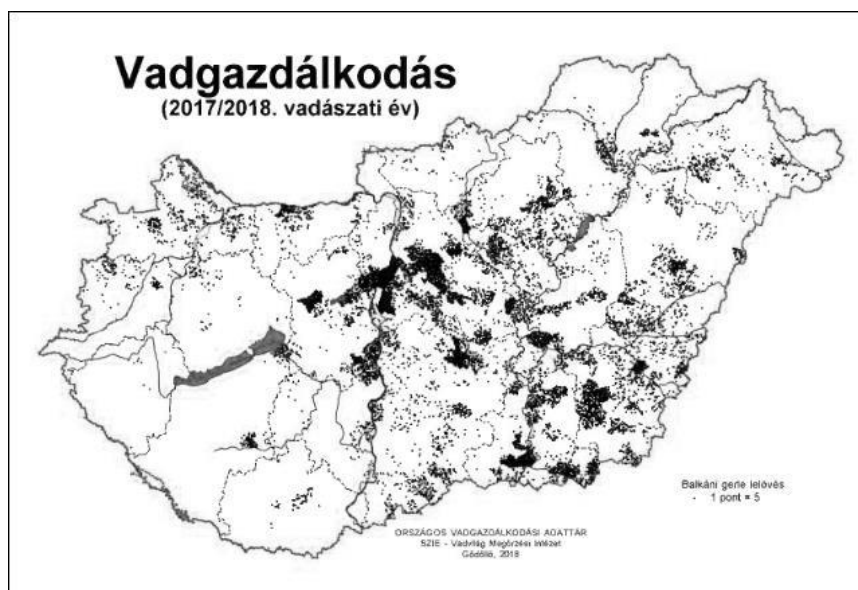 Vadgazdálkodás
(2017/2018. vadászati év)
Balkáni gerle lelövés
- 1 pont = 5
ORSZÁGOS VADGAZDÁLKODÁSI ADATTÁR
SZIE - Vadvilág Megőrzési Intézet
Gödöllő, 2018